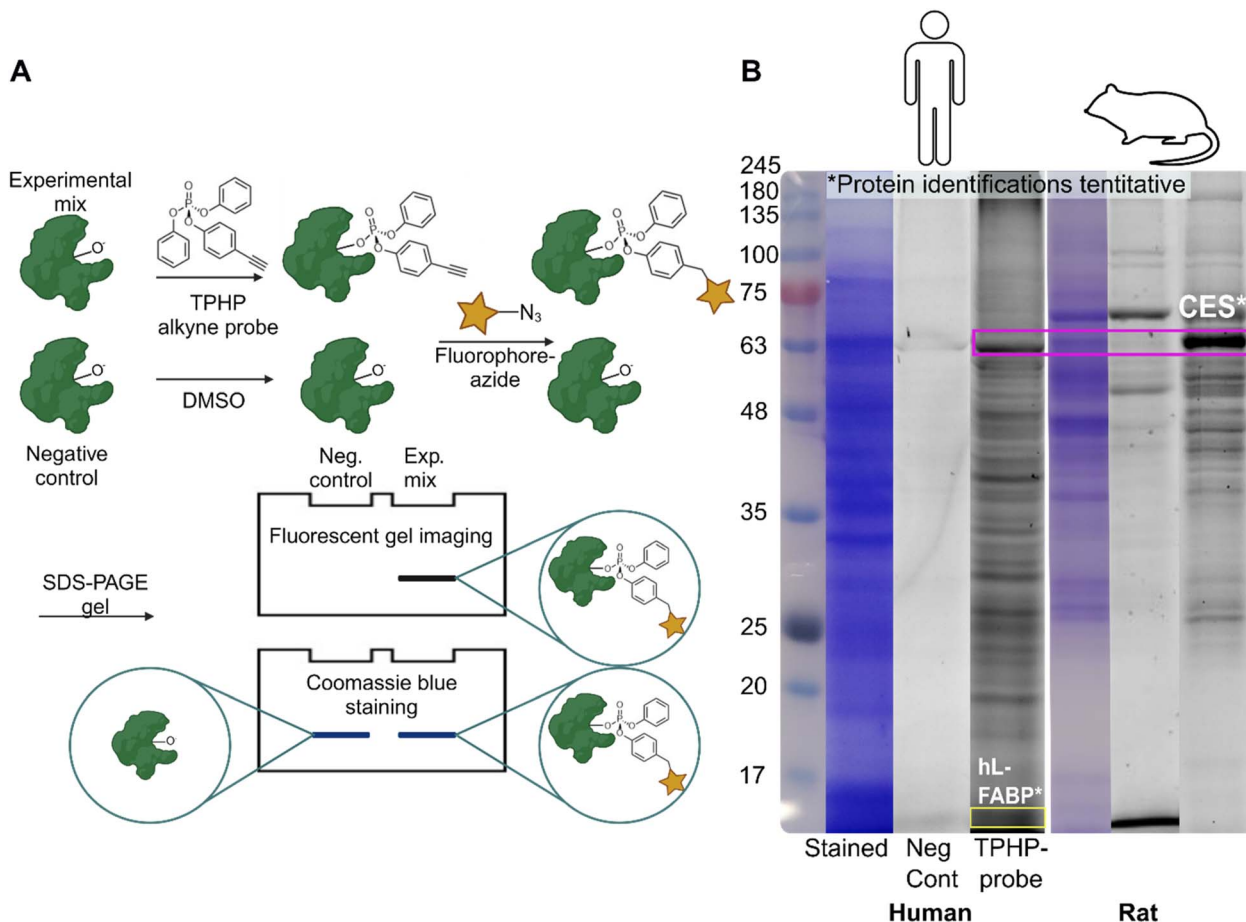 A
Experimental
mix
O⁻
O
P
O
O
O
TPHP
alkyne probe
O
O
P
O
O
O
O
P
O
O
N₃
Fluorophore-
azide
O⁻
DMSO
O⁻
O⁻
Negative
control
Neg.
control
Exp.
mix
Fluorescent gel imaging
O
O
P
O
O
SDS-PAGE
gel
Coomassie blue
staining
O⁻
O
O
P
O
O
B
245
180
135
100
75
63
48
35
25
20
17
*Protein identifications tentitative
CES*
hL-
FABP*
Stained
Neg
Cont
TPHP-
probe
Human
Rat